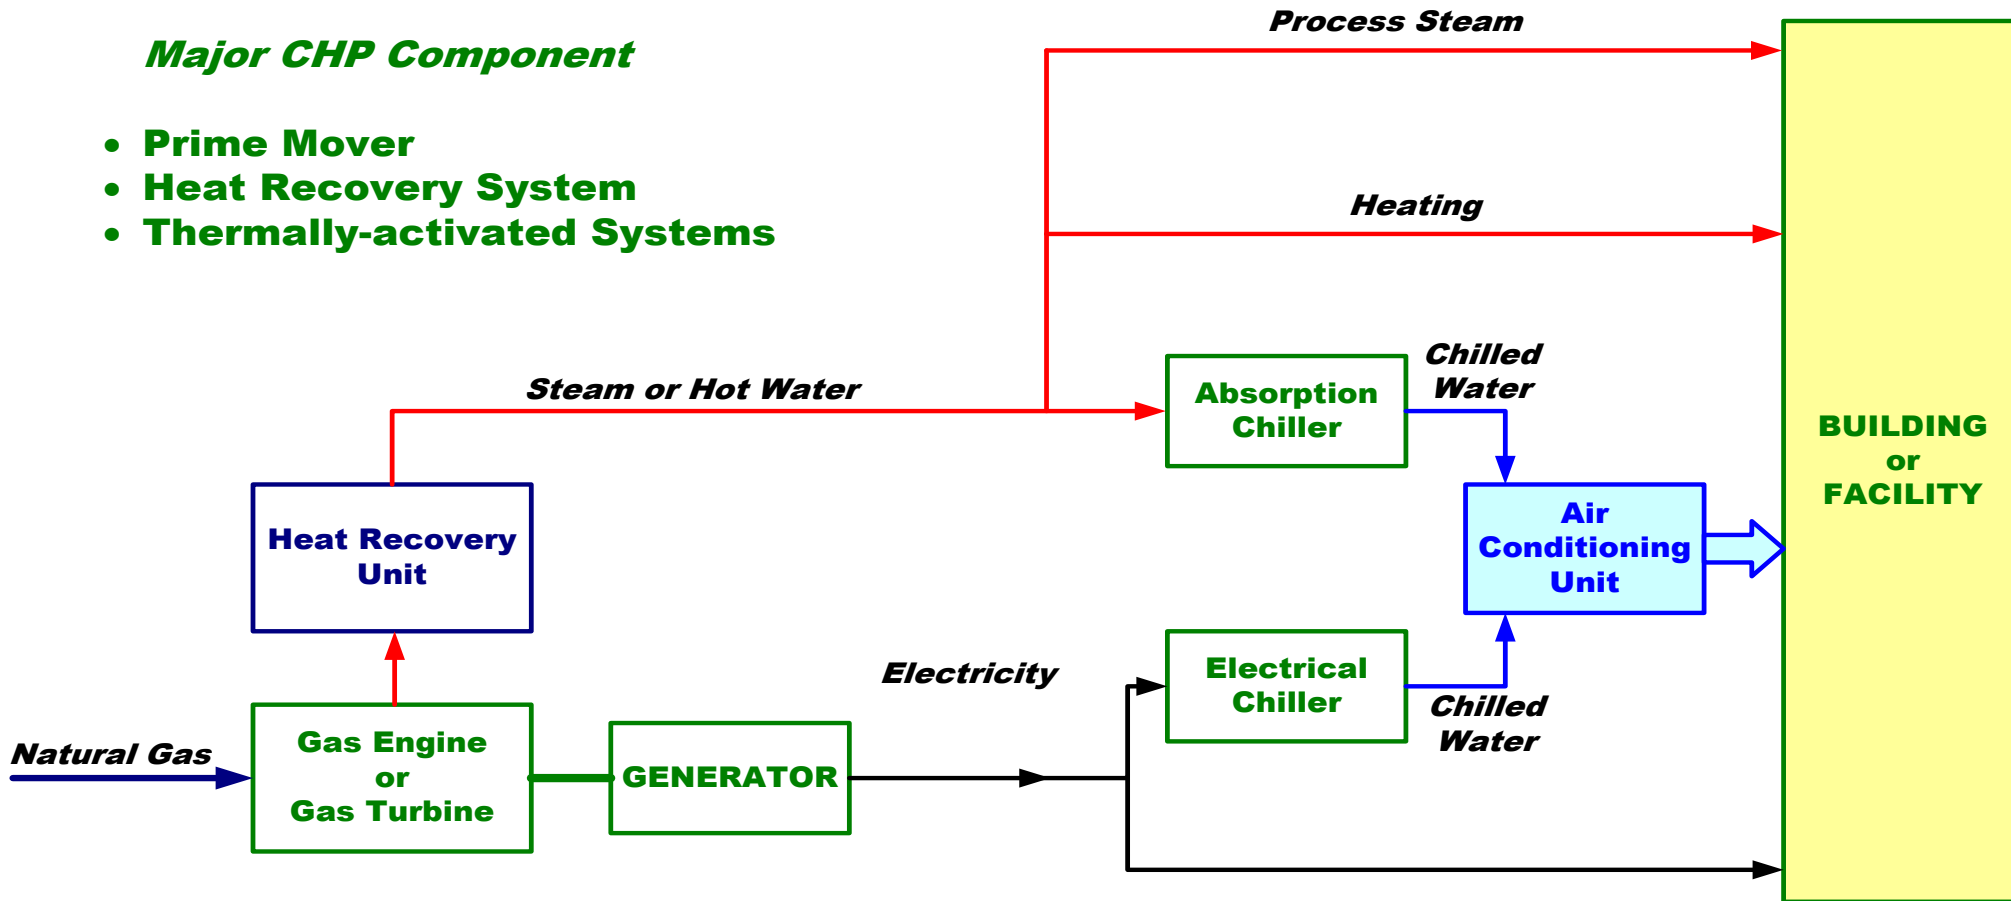 Major CHP Component
• Prime Mover
• Heat Recovery System
• Thermally-activated Systems
Process Steam
Heating
Steam or Hot Water
Absorption
Chiller
Chilled
Water
BUILDING
or
FACILITY
Heat Recovery
Unit
Air
Conditioning
Unit
Electricity
Electrical
Chiller
Chilled
Water
Natural Gas
Gas Engine
or
Gas Turbine
GENERATOR